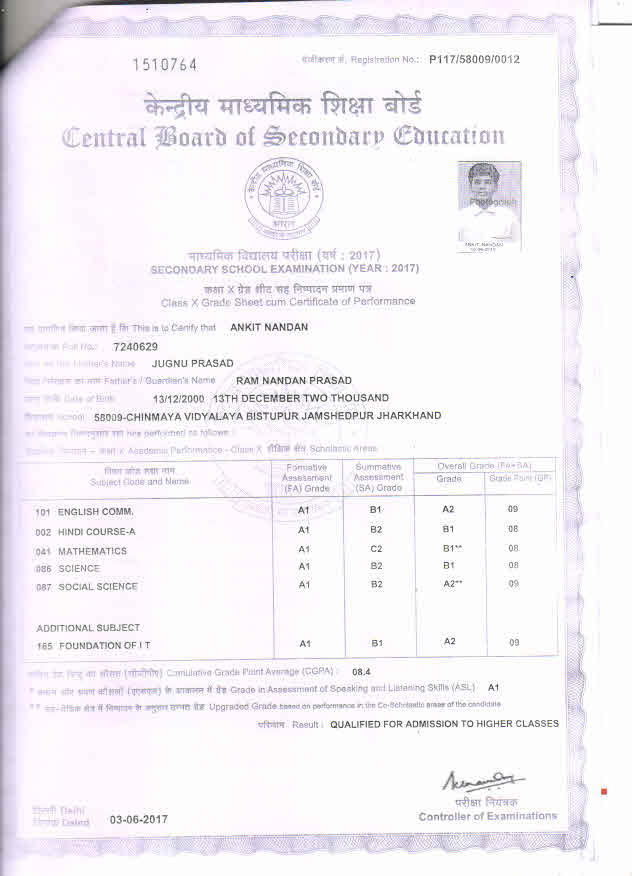 1510764
पंजीकरण सं. Registration No.: P117/58009/0012
केन्द्रीय माध्यमिक शिक्षा बोर्ड
Central Board of Secondary Education
केन्द्रीय माध्यमिक शिक्षा बोर्ड
भारत
Photograph
ANKIT NANDAN
माध्यमिक विद्यालय परीक्षा (वर्ष : 2017)
SECONDARY SCHOOL EXAMINATION (YEAR : 2017)
कक्षा X ग्रेड शीट सह निष्पादन प्रमाण पत्र
Class X Grade Sheet cum Certificate of Performance
यह प्रमाणित किया जाता है कि This is to Certify that ANKIT NANDAN
अनुक्रमांक Roll No.: 7240629
माता का नाम Mother's Name JUGNU PRASAD
पिता /संरक्षक का नाम Father's / Guardian's Name RAM NANDAN PRASAD
जन्म तिथि Date of Birth 13/12/2000 13TH DECEMBER TWO THOUSAND
विद्यालय School 58009-CHINMAYA VIDYALAYA BISTUPUR JAMSHEDPUR JHARKHAND
has performed as follows :
शैक्षिक निष्पादन – कक्षा X Academic Performance - Class X शैक्षिक क्षेत्र Scholastic Areas
विषय कोड तथा नाम Subject Code and Name
Formative Assessment (FA) Grade
Summative Assessment (SA) Grade
Overall Grade (FA+SA)
Grade Grade Point (GP)
101 ENGLISH COMM. A1 B1 A2 09
002 HINDI COURSE-A A1 B2 B1 08
041 MATHEMATICS A1 C2 B1** 08
086 SCIENCE A1 B2 B1 08
087 SOCIAL SCIENCE A1 B2 A2** 09
ADDITIONAL SUBJECT
165 FOUNDATION OF I T A1 B1 A2 09
संचित ग्रेड बिन्दु का औसत (सीजीपीए) Cumulative Grade Point Average (CGPA) : 08.4
* कथन और श्रवण कौशलों (एएसएल) के आकलन में ग्रेड Grade in Assessment of Speaking and Listening Skills (ASL) A1
** सह-शैक्षिक क्षेत्र में निष्पादन के अनुसार उन्नत ग्रेड Upgraded Grade based on performance in the Co-Scholastic areas of the candidate
परिणाम Result : QUALIFIED FOR ADMISSION TO HIGHER CLASSES
परीक्षा नियंत्रक
दिल्ली Delhi
दिनांक Dated 03-06-2017
Controller of Examinations